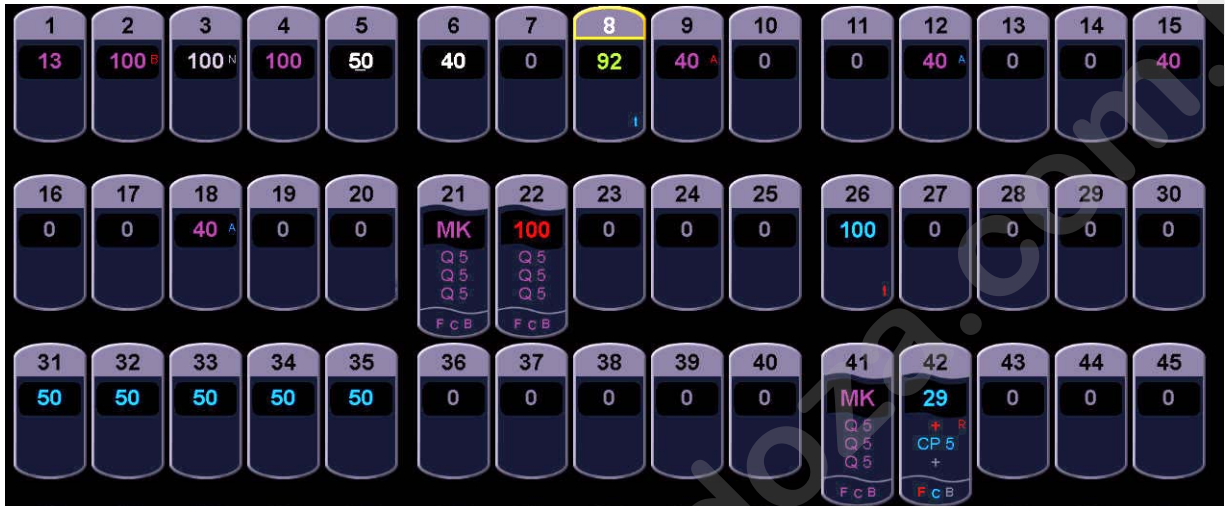 1 2 3 4 5 6 7 8 9 10 11 12 13 14 15
13 100 B 100 N 100 50 40 0 92 40 A 0 0 40 A 0 0 40
t
16 17 18 19 20 21 22 23 24 25 26 27 28 29 30
0 0 40 A 0 0 MK 100 0 0 0 100 0 0 0 0
Q 5 Q 5
Q 5 Q 5
Q 5 Q 5 t
F C B F C B
31 32 33 34 35 36 37 38 39 40 41 42 43 44 45
50 50 50 50 50 0 0 0 0 0 MK 29 0 0 0
Q 5 + R
Q 5 CP 5
Q 5 +
F C B F C B
doza.com.